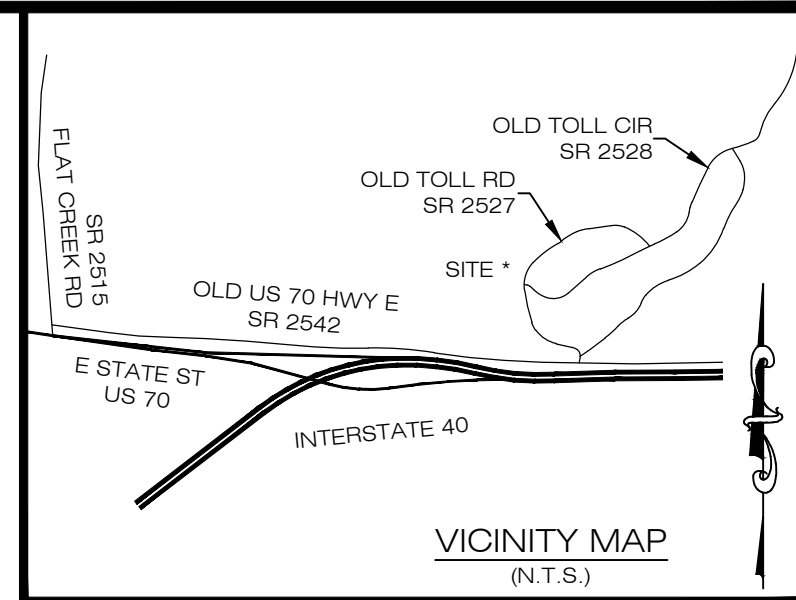 OLD TOLL CIR
SR 2528
OLD TOLL RD
SR 2527
FLAT CREEK RD
SR 2515
SITE *
OLD US 70 HWY E
SR 2542
E STATE ST
US 70
INTERSTATE 40
VICINITY MAP
(N.T.S.)